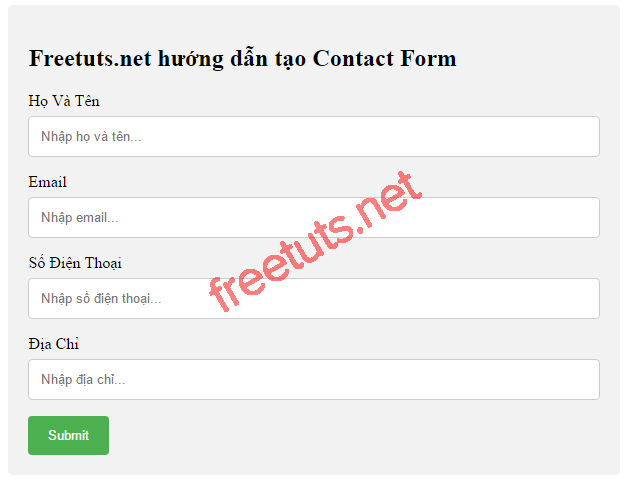 Freetuts.net hướng dẫn tạo Contact Form
Họ Và Tên
Nhập họ và tên...
Email
Nhập email...
Số Điện Thoại
Nhập số điện thoại...
Địa Chỉ
Nhập địa chỉ...
Submit
freetuts.net